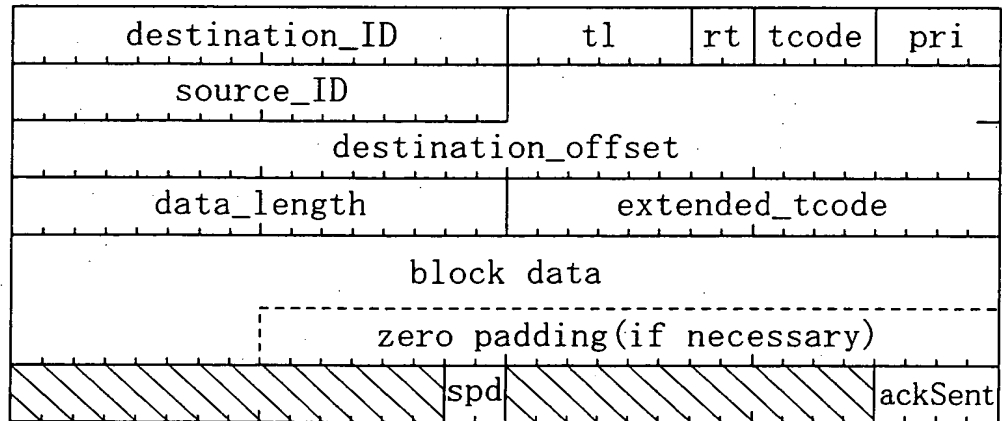 destination_ID tl rt tcode pri
source_ID
destination_offset
data_length extended_tcode
block data
zero padding(if necessary)
spd ackSent